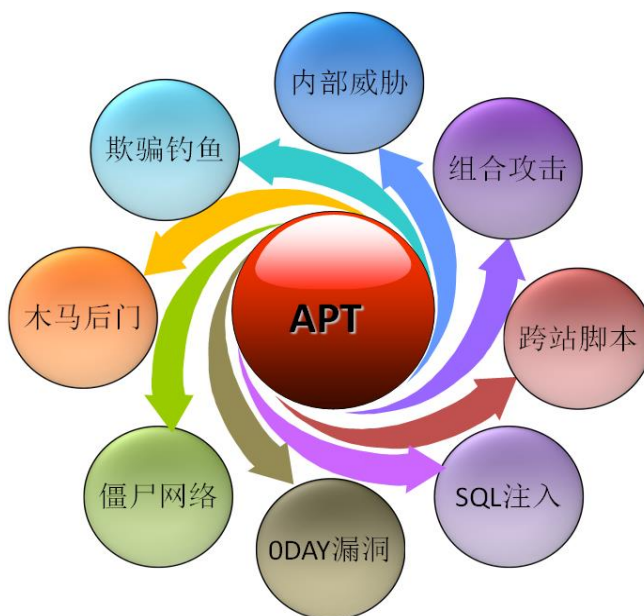 内部威胁
欺骗钓鱼
组合攻击
APT
木马后门
跨站脚本
僵尸网络
SQL注入
0DAY漏洞